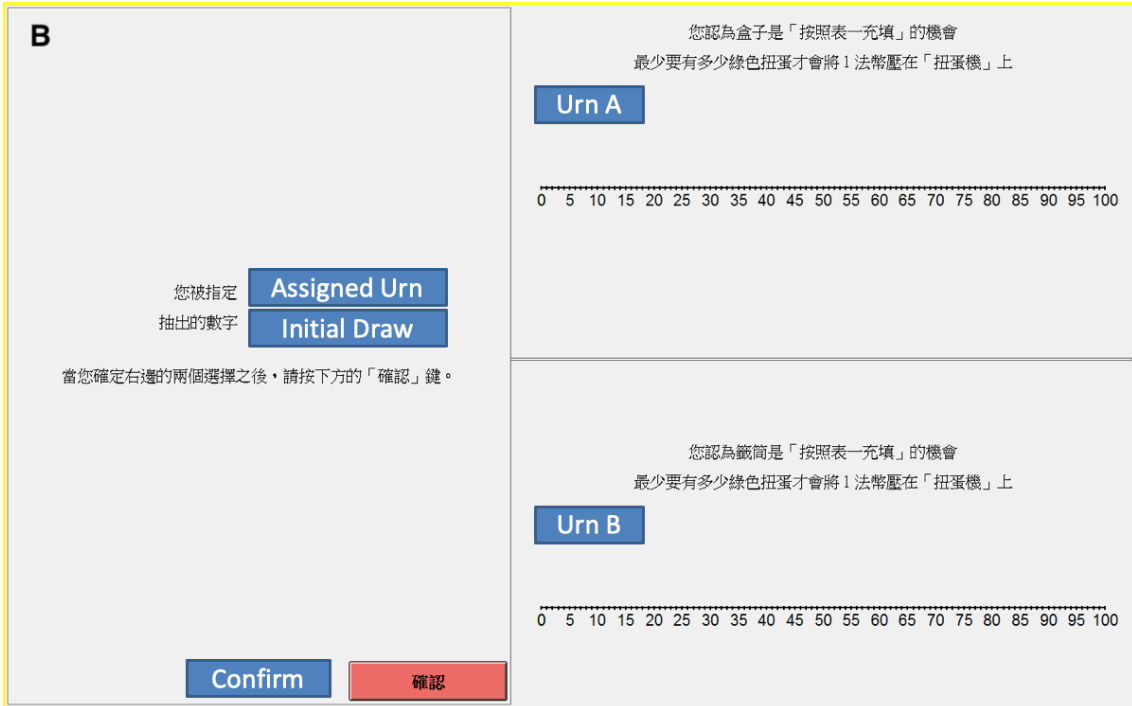 B
您被指定 Assigned Urn
抽出的數字 Initial Draw
當您確定右邊的兩個選擇之後，請按下方的「確認」鍵。
Confirm 確認
您認為盒子是「按照表一充填」的機會
最少要有多少綠色扭蛋才會將 1 法幣壓在「扭蛋機」上
Urn A
0 5 10 15 20 25 30 35 40 45 50 55 60 65 70 75 80 85 90 95 100
您認為籤筒是「按照表一充填」的機會
最少要有多少綠色扭蛋才會將 1 法幣壓在「扭蛋機」上
Urn B
0 5 10 15 20 25 30 35 40 45 50 55 60 65 70 75 80 85 90 95 100